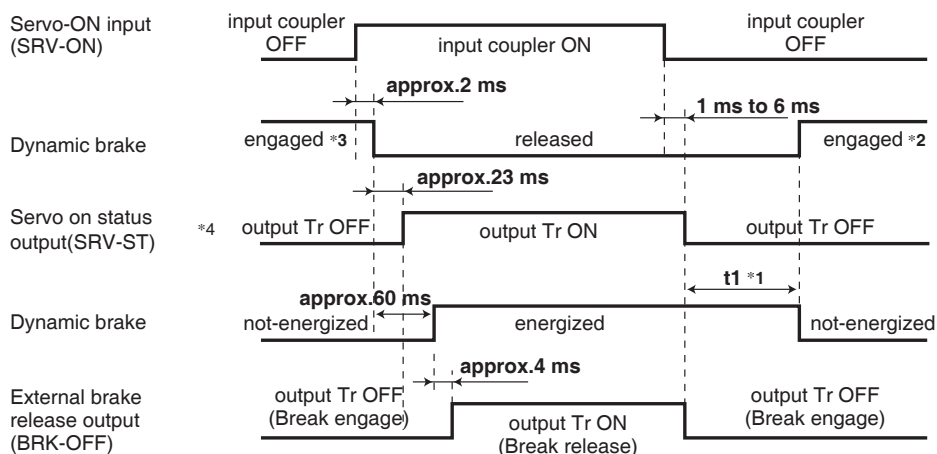 Servo-ON input
(SRV-ON)
input coupler
OFF
input coupler ON
input coupler
OFF
approx.2 ms
1 ms to 6 ms
Dynamic brake
engaged *3
released
engaged *2
approx.23 ms
Servo on status
output(SRV-ST)
*4
output Tr OFF
output Tr ON
output Tr OFF
t1 *1
approx.60 ms
Dynamic brake
not-energized
energized
not-energized
approx.4 ms
External brake
release output
(BRK-OFF)
output Tr OFF
(Break engage)
output Tr ON
(Break release)
output Tr OFF
(Break engage)